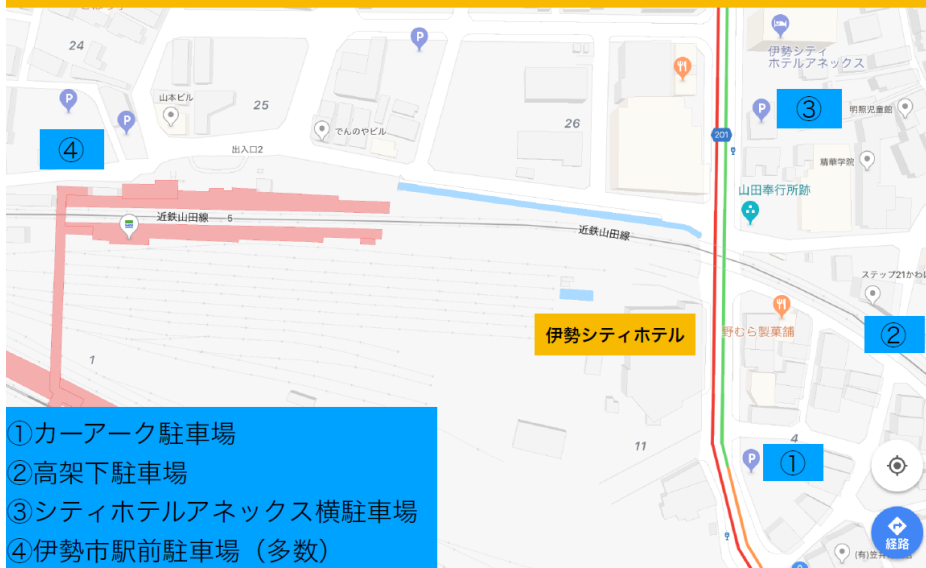 24
伊勢シティ
ホテルアネックス
山本ビル
25
③
明照児童館
でんのやビル
26
④
出入口2
201
精華学院
山田奉行所跡
近鉄山田線
5
近鉄山田線
ステップ21かわ
伊勢シティホテル
野むら製菓舗
②
1
①カーアーク駐車場
②高架下駐車場
③シティホテルアネックス横駐車場
④伊勢市駅前駐車場(多数)
11
4
①
経路
(有)笠井
P
P
P
P
P